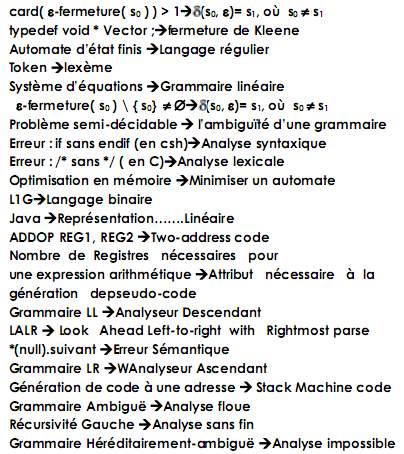 card( ε-fermeture( s₀ ) ) > 1➔δ(s₀, ε)= s₁, où s₀ ≠ s₁
typedef void * Vector ;➔fermeture de Kleene
Automate d'état finis ➔Langage régulier
Token ➔lexème
Système d'équations ➔Grammaire linéaire
ε-fermeture( s₀ ) \ { s₀} ≠ Ø➔δ(s₀, ε)= s₁, où s₀ ≠ s₁
Problème semi-décidable ➔ l'ambiguïté d'une grammaire
Erreur : if sans endif (en csh)➔Analyse syntaxique
Erreur : /* sans */ ( en C)➔Analyse lexicale
Optimisation en mémoire ➔Minimiser un automate
L1G➔Langage binaire
Java ➔Représentation…….Linéaire
ADDOP REG1, REG2 ➔Two-address code
Nombre de Registres nécessaires pour
une expression arithmétique ➔Attribut nécessaire à la
génération depseudo-code
Grammaire LL ➔Analyseur Descendant
LALR ➔ Look Ahead Left-to-right with Rightmost parse
*(null).suivant ➔Erreur Sémantique
Grammaire LR ➔WAnalyseur Ascendant
Génération de code à une adresse ➔ Stack Machine code
Grammaire Ambiguë ➔Analyse floue
Récursivité Gauche ➔Analyse sans fin
Grammaire Héréditairement-ambiguë ➔Analyse impossible